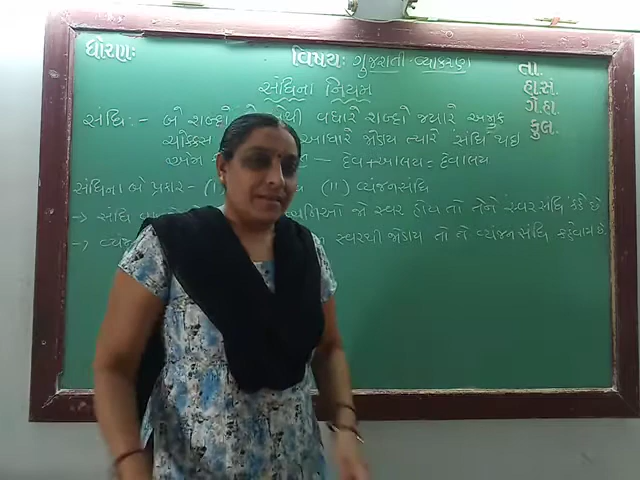 ધોરણ:
વિષય: ગુજરાતી વ્યાકરણ
તા.
હા.સં.
ગે.હા.
કુલ.
સંધિના નિયમ
સંધિ :- બે શબ્દો વધારે શબ્દો જ્યારે અમુક
ચોક્કસ આધારે જોડાય ત્યારે સંધિ થઇ
- દેવ + આલય = દેવાલય
સંધિના બે પ્રકાર - (I) (II) વ્યંજનસંધિ
→ સંધિ જો સ્વર હોય તો તેને સ્વરસંધિ કહે છે
→ સ્વરથી જોડાય તો તે વ્યંજનસંધિ કહેવાય છે.